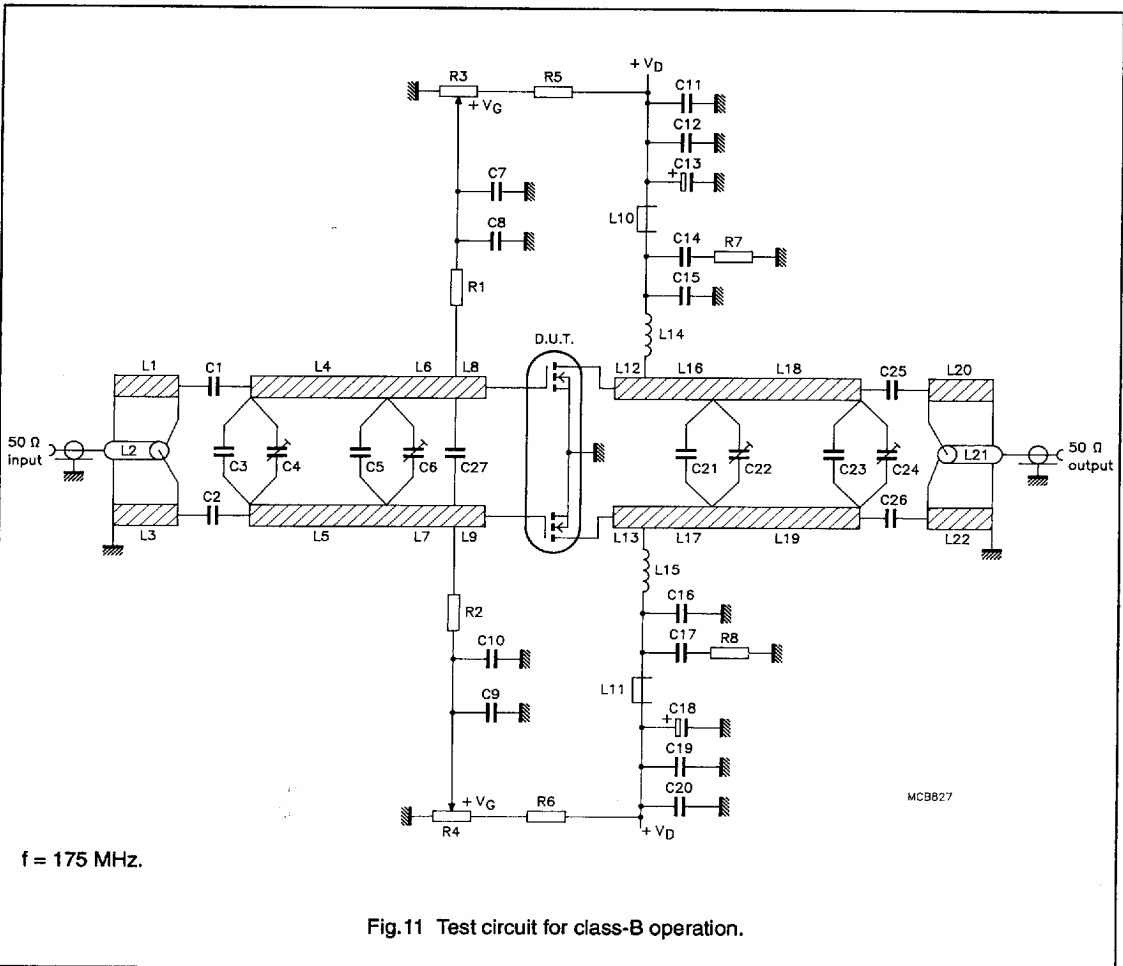 + VD
R3
R5
C11
+ VG
C12
C13
+
C7
L10
C8
C14
R7
R1
C15
L14
D.U.T.
L1
C1
L4
L6
L8
L12
L16
L18
C25
L20
50 Ω
input
L2
C3
C4
C5
C6
C27
C21
C22
C23
C24
L21
50 Ω
output
C2
C26
L3
L5
L7
L9
L13
L17
L19
L22
L15
R2
C16
C10
C17
R8
L11
C9
C18
+
C19
+ VG
R6
C20
R4
+ VD
MCB827
f = 175 MHz.
Fig.11 Test circuit for class-B operation.